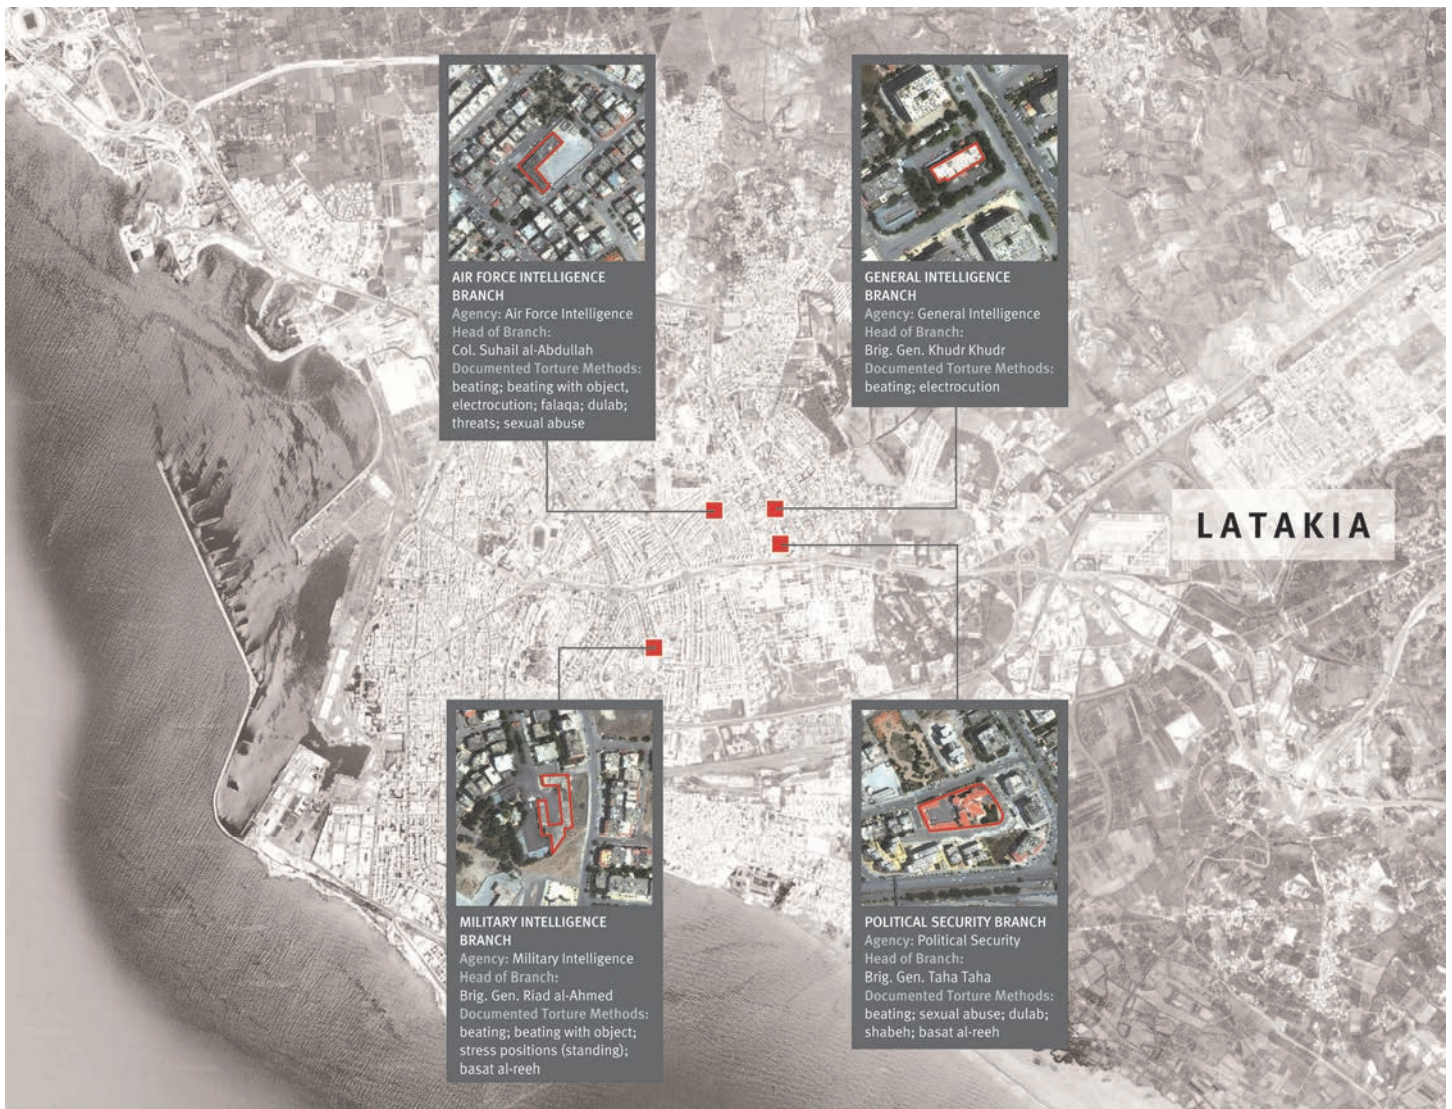 AIR FORCE INTELLIGENCE
BRANCH
Agency: Air Force Intelligence
Head of Branch:
Col. Suhail al-Abdullah
Documented Torture Methods:
beating; beating with object,
electrocution; falaqa; dulab;
threats; sexual abuse
GENERAL INTELLIGENCE
BRANCH
Agency: General Intelligence
Head of Branch:
Brig. Gen. Khudr Khudr
Documented Torture Methods:
beating; electrocution
LATAKIA
MILITARY INTELLIGENCE
BRANCH
Agency: Military Intelligence
Head of Branch:
Brig. Gen. Riad al-Ahmed
Documented Torture Methods:
beating; beating with object;
stress positions (standing);
basat al-reeh
POLITICAL SECURITY BRANCH
Agency: Political Security
Head of Branch:
Brig. Gen. Taha Taha
Documented Torture Methods:
beating; sexual abuse; dulab;
shabeh; basat al-reeh